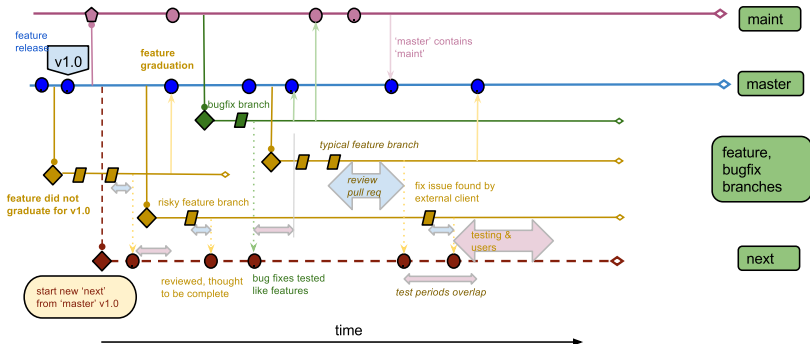 maint
feature
release
'master' contains
'maint'
v1.0
feature
graduation
master
bugfix branch
typical feature branch
feature,
bugfix
branches
review
pull req
fix issue found by
external client
feature did not
graduate for v1.0
risky feature branch
testing &
users
next
start new 'next'
from 'master' v1.0
reviewed, thought
to be complete
bug fixes tested
like features
test periods overlap
time